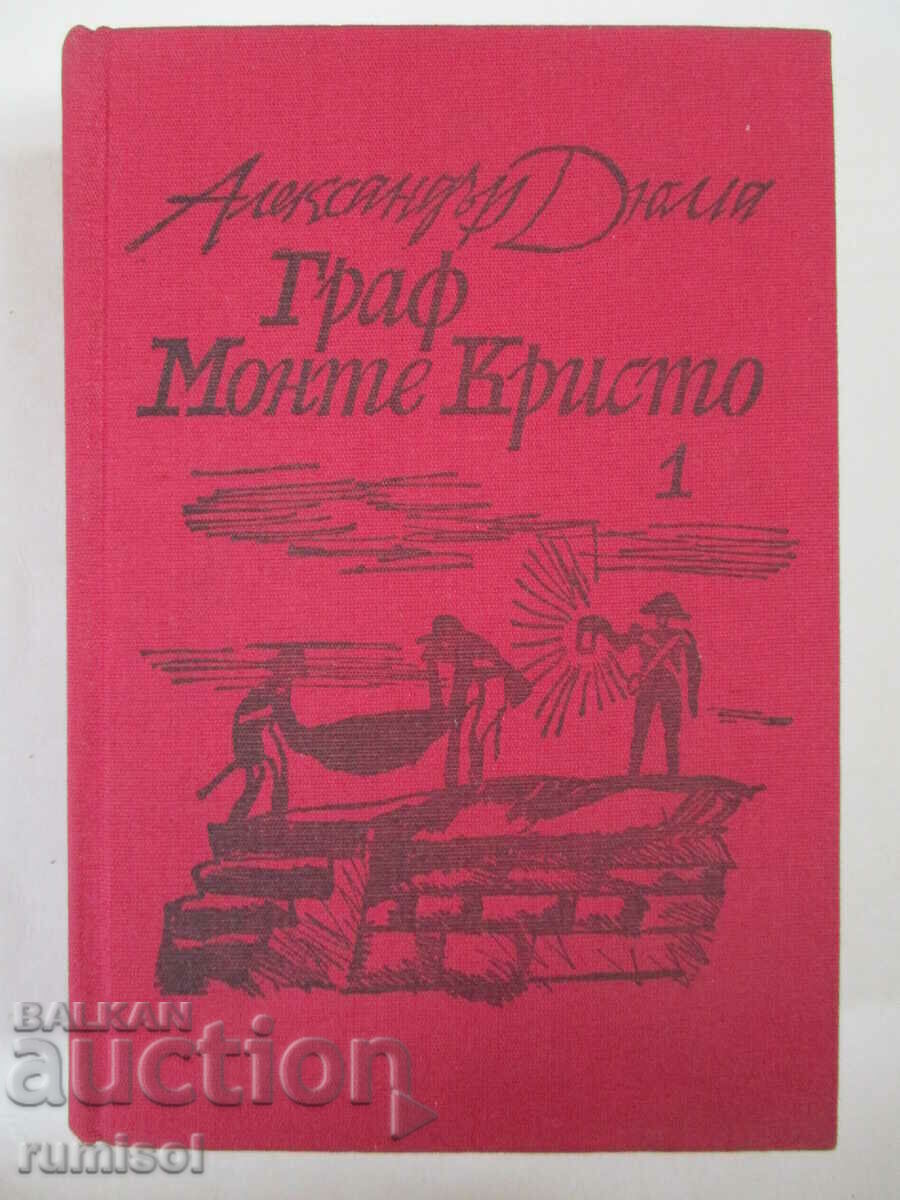 Александър Дюма
Граф
Монте Кристо
1
BALKAN
auction
rumisol